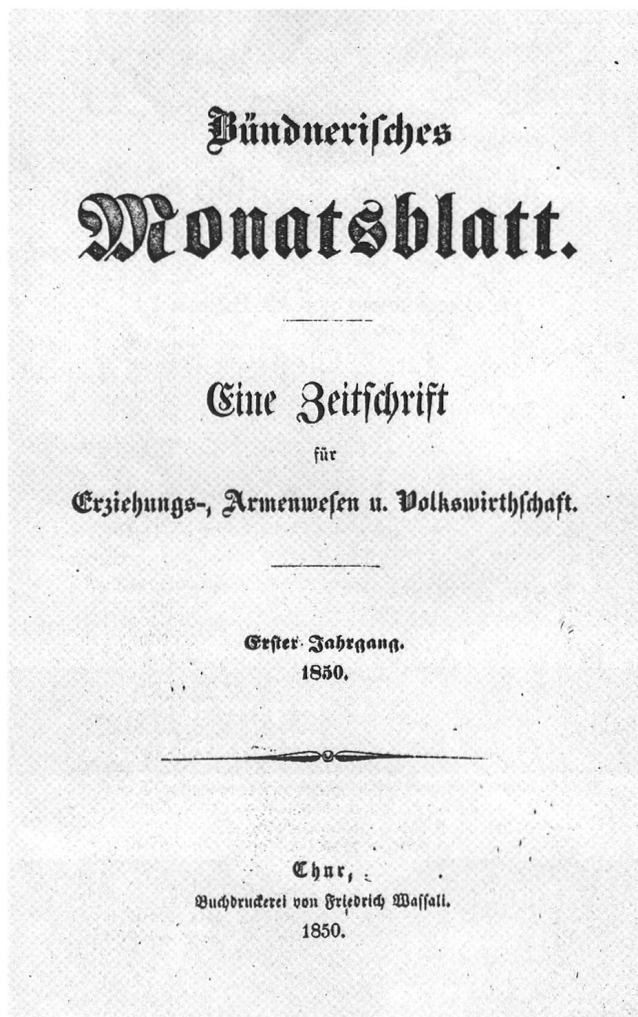 Bündnerisches
Monatsblatt.
Eine Zeitschrift
für
Erziehungs-, Armenwesen u. Volkswirthschaft.
Erster Jahrgang.
1850.
Chur,
Buchdruckerei von Friedrich Wassali.
1850.